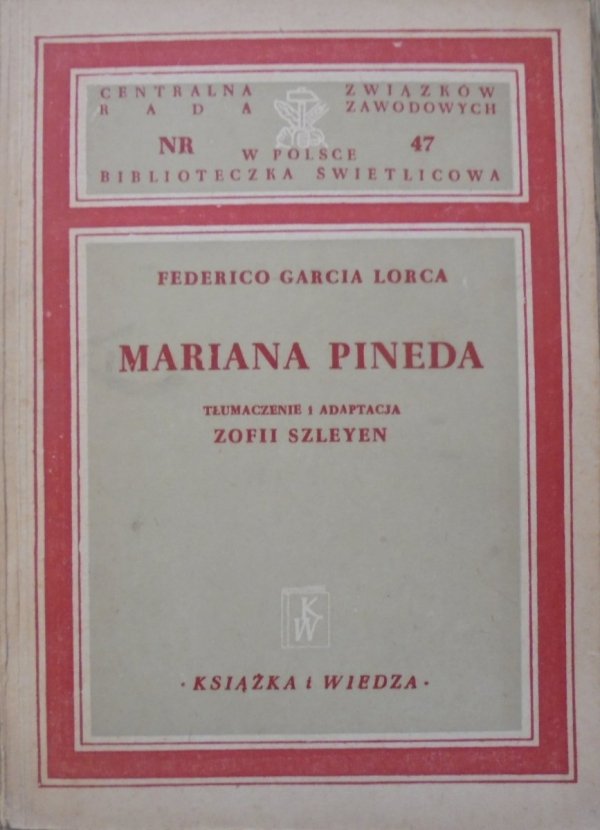 CENTRALNA ZWIĄZKÓW
RADA ZAWODOWYCH
NR W POLSCE 47
BIBLIOTECZKA ŚWIETLICOWA
FEDERICO GARCIA LORCA
MARIANA PINEDA
TŁUMACZENIE i ADAPTACJA
ZOFII SZLEYEN
K
W
· KSIĄŻKA i WIEDZA ·